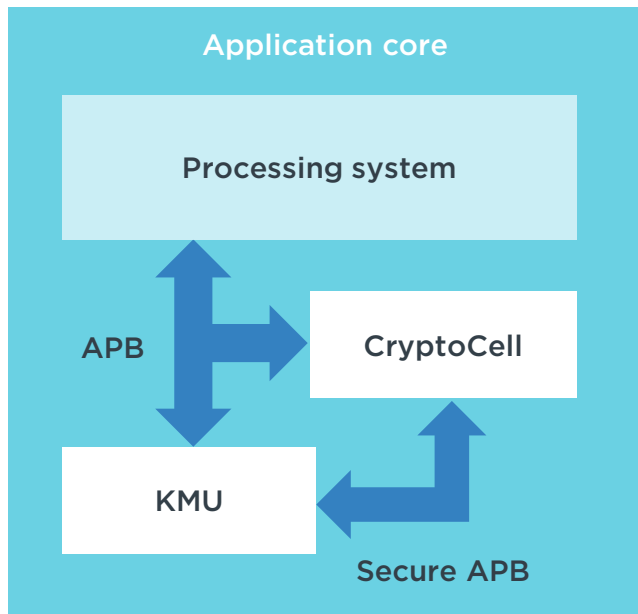 Application core
Processing system
APB
CryptoCell
KMU
Secure APB